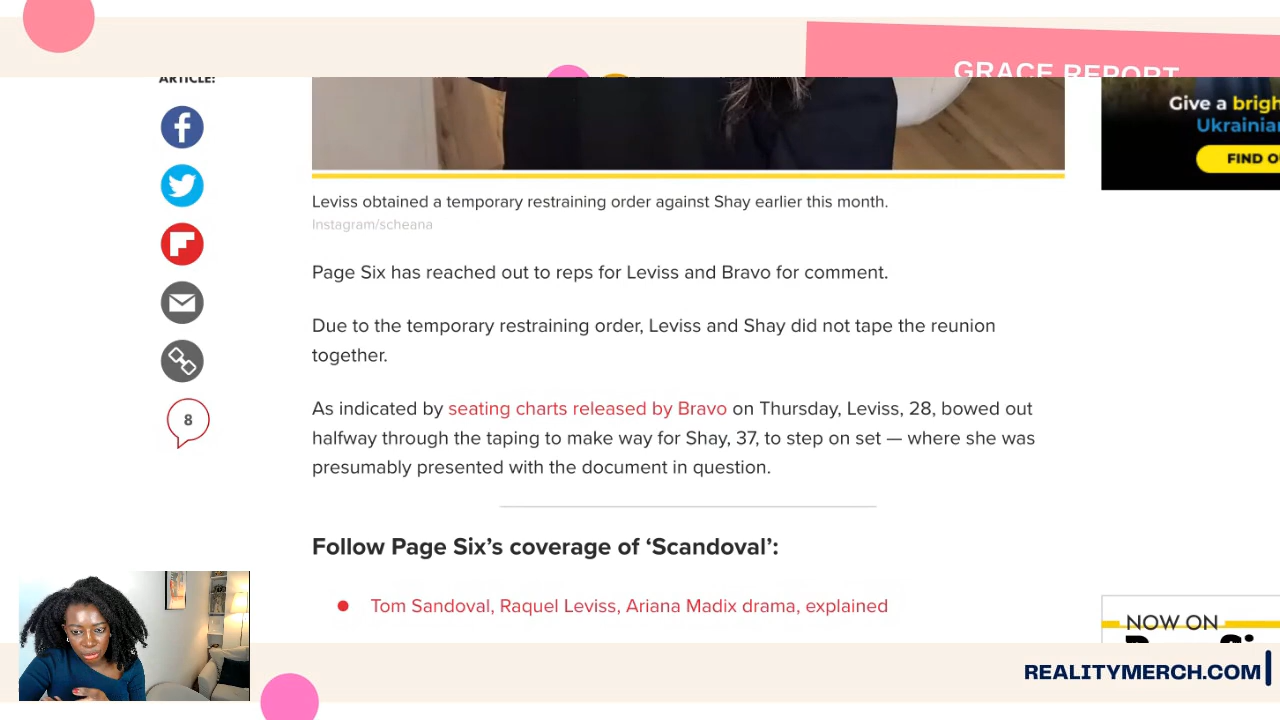 GRACE REPORT
ARTICLE:
Give a brigh
Ukrainian
FIND O
Leviss obtained a temporary restraining order against Shay earlier this month.
Instagram/scheana
Page Six has reached out to reps for Leviss and Bravo for comment.
Due to the temporary restraining order, Leviss and Shay did not tape the reunion
together.
8
As indicated by seating charts released by Bravo on Thursday, Leviss, 28, bowed out
halfway through the taping to make way for Shay, 37, to step on set — where she was
presumably presented with the document in question.
Follow Page Six’s coverage of ‘Scandoval’:
Tom Sandoval, Raquel Leviss, Ariana Madix drama, explained
NOW ON
REALITYMERCH.COM